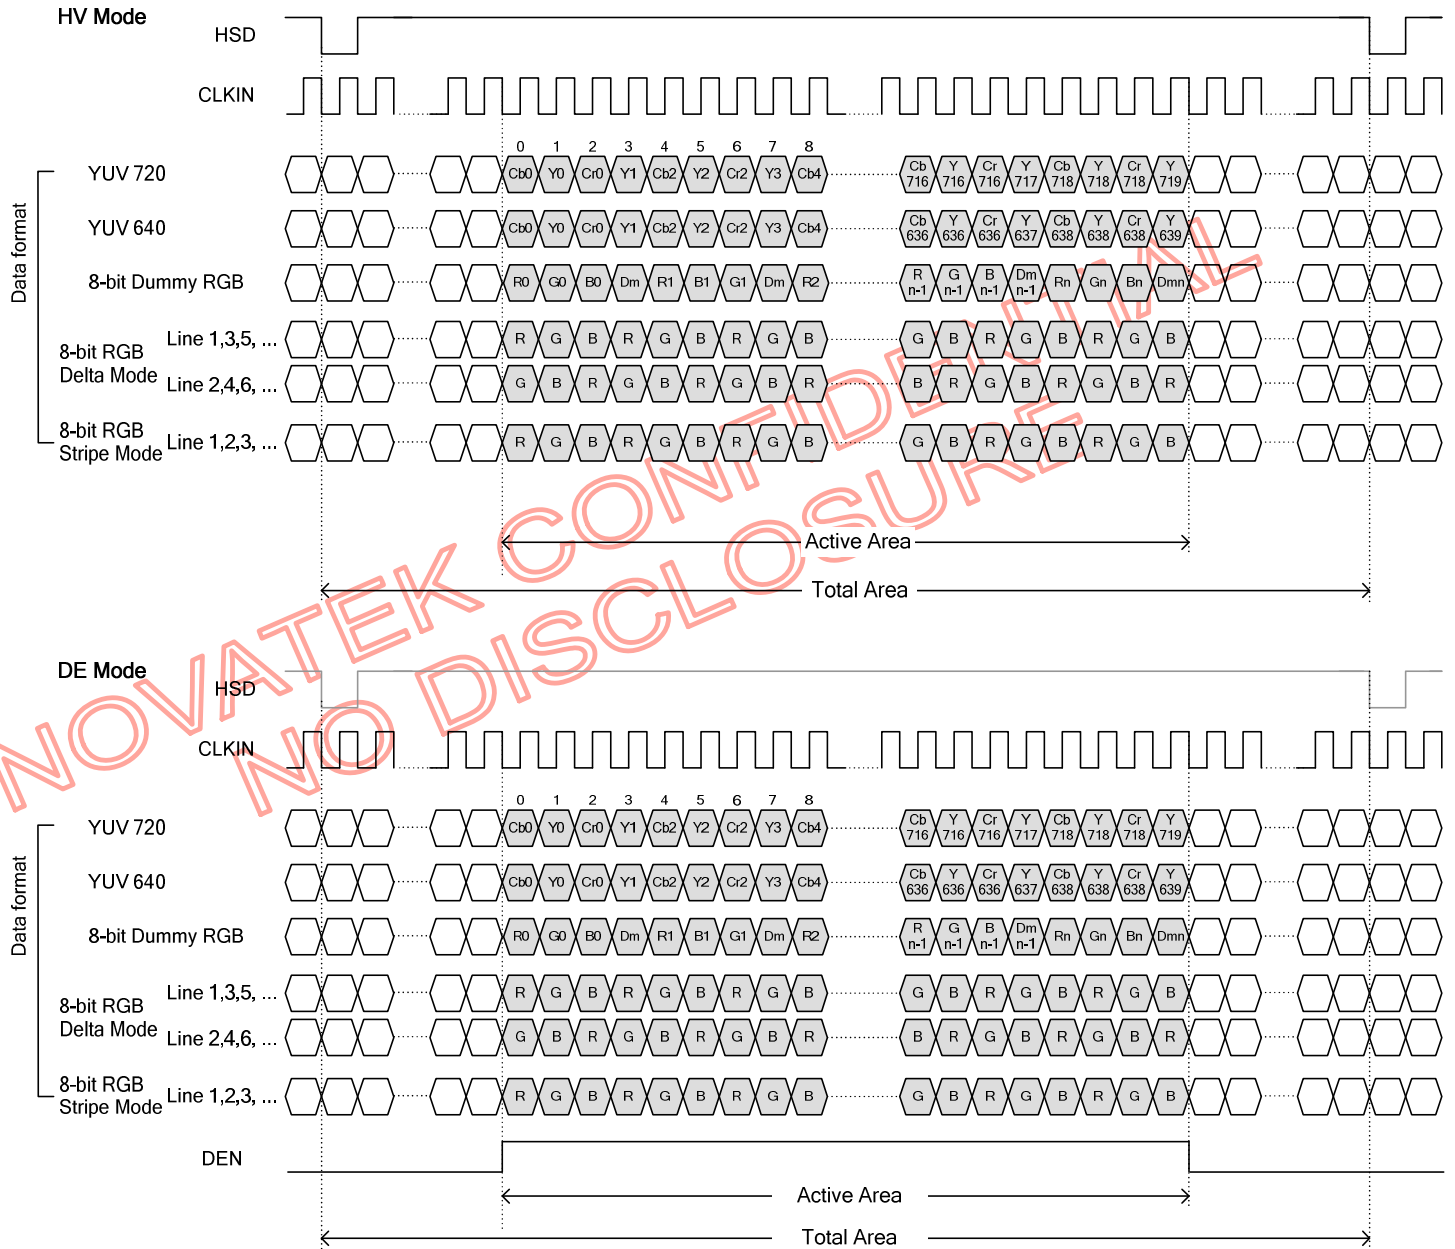 HV Mode
HSD
CLKIN
0 1 2 3 4 5 6 7 8
YUV 720 Cb0 Y0 Cr0 Y1 Cb2 Y2 Cr2 Y3 Cb4 Cb 716 Y 716 Cr 716 Y 717 Cb 718 Y 718 Cr 718 Y 719
YUV 640 Cb0 Y0 Cr0 Y1 Cb2 Y2 Cr2 Y3 Cb4 Cb 636 Y 636 Cr 636 Y 637 Cb 638 Y 638 Cr 638 Y 639
Data format
8-bit Dummy RGB R0 G0 B0 Dm R1 B1 G1 Dm R2 R n-1 G n-1 B n-1 Dm n-1 Rn Gn Bn Dmn
8-bit RGB Delta Mode
Line 1,3,5, ... R G B R G B R G B G B R G B R G B
Line 2,4,6, ... G B R G B R G B R B R G B R G B R
8-bit RGB Stripe Mode
Line 1,2,3, ... R G B R G B R G B G B R G B R G B
Active Area
Total Area
NOVATEK CONFIDENTIAL
NO DISCLOSURE
DE Mode
HSD
CLKIN
0 1 2 3 4 5 6 7 8
YUV 720 Cb0 Y0 Cr0 Y1 Cb2 Y2 Cr2 Y3 Cb4 Cb 716 Y 716 Cr 716 Y 717 Cb 718 Y 718 Cr 718 Y 719
YUV 640 Cb0 Y0 Cr0 Y1 Cb2 Y2 Cr2 Y3 Cb4 Cb 636 Y 636 Cr 636 Y 637 Cb 638 Y 638 Cr 638 Y 639
Data format
8-bit Dummy RGB R0 G0 B0 Dm R1 B1 G1 Dm R2 R n-1 G n-1 B n-1 Dm n-1 Rn Gn Bn Dmn
8-bit RGB Delta Mode
Line 1,3,5, ... R G B R G B R G B G B R G B R G B
Line 2,4,6, ... G B R G B R G B R B R G B R G B R
8-bit RGB Stripe Mode
Line 1,2,3, ... R G B R G B R G B G B R G B R G B
DEN
Active Area
Total Area